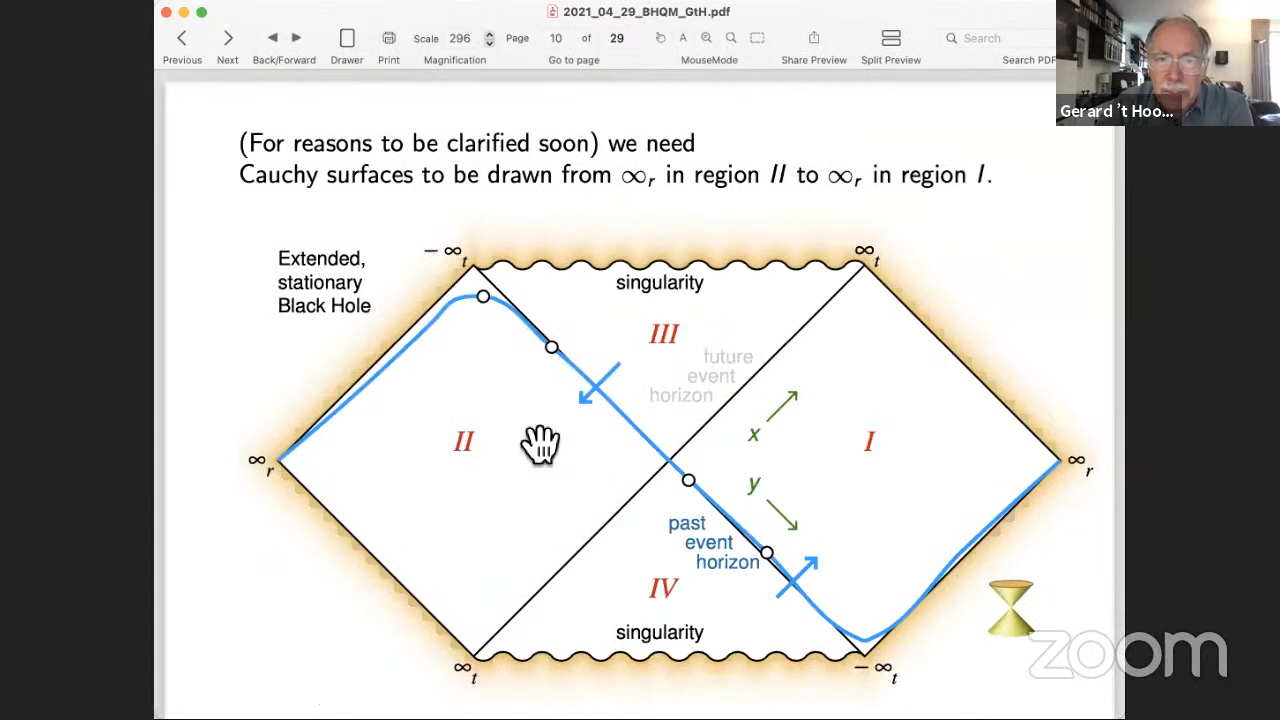 2021_04_29_BHQM_GtH.pdf
Scale 296 Page 10 of 29 A Search
Previous Next Back/Forward Drawer Print Magnification Go to page MouseMode Share Preview Split Preview Search PDF
Gerard 't Hoo...
(For reasons to be clarified soon) we need
Cauchy surfaces to be drawn from ∞r in region II to ∞r in region I.
Extended,
stationary
Black Hole
− ∞t
∞t
singularity
III
future
event
horizon
x
II
I
∞r
∞r
y
past
event
horizon
IV
singularity
∞t
− ∞t
zoom